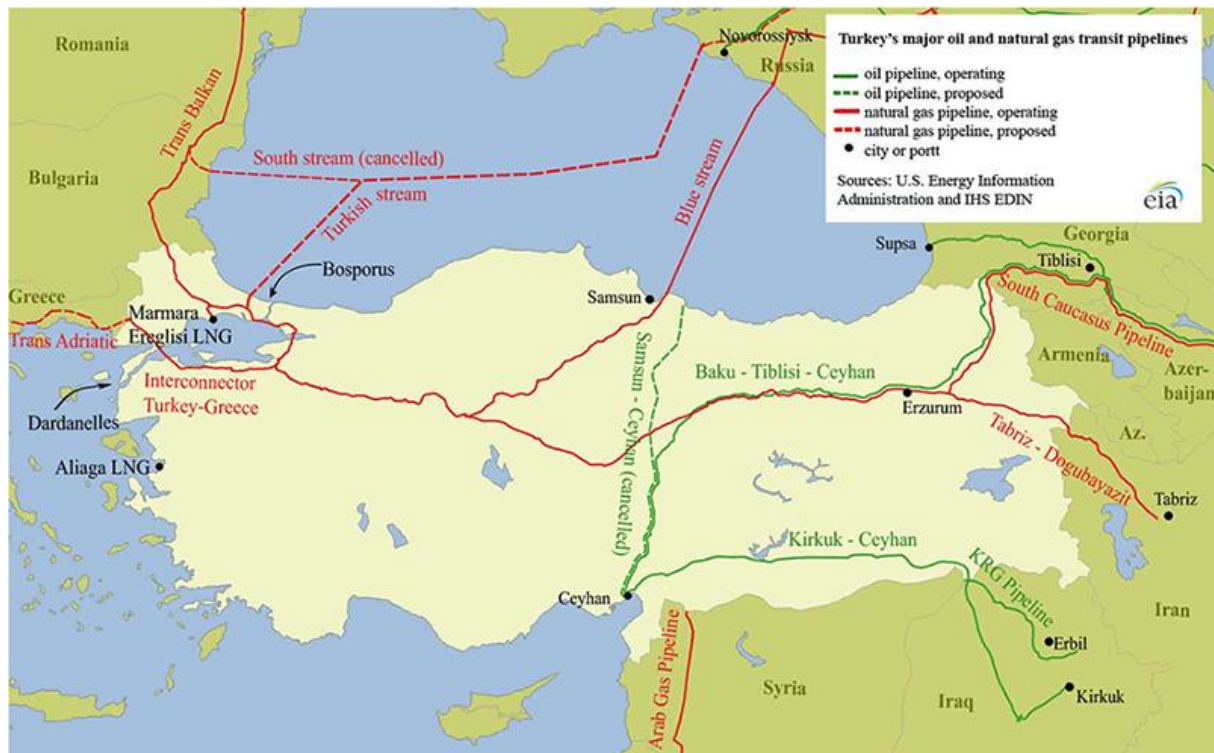 Romania
Novorossiysk
Russia
Turkey's major oil and natural gas transit pipelines
oil pipeline, operating
oil pipeline, proposed
natural gas pipeline, operating
natural gas pipeline, proposed
city or portt
Sources: U.S. Energy Information
Administration and IHS EDIN
eia
Trans Balkan
South stream (cancelled)
Turkish stream
Blue stream
Bulgaria
Georgia
Supsa
Tiblisi
Bosporus
South Caucasus Pipeline
Greece
Samsun
Marmara
Ereglisi LNG
Trans Adriatic
Armenia
Azer-
baijan
Interconnector
Turkey-Greece
Samsun - Ceyhan (cancelled)
Baku - Tiblisi - Ceyhan
Erzurum
Dardanelles
Az.
Tabriz - Dogubayazit
Aliaga LNG
Tabriz
Kirkuk - Ceyhan
KRG Pipeline
Ceyhan
Iran
Erbil
Arab Gas Pipeline
Syria
Iraq
Kirkuk